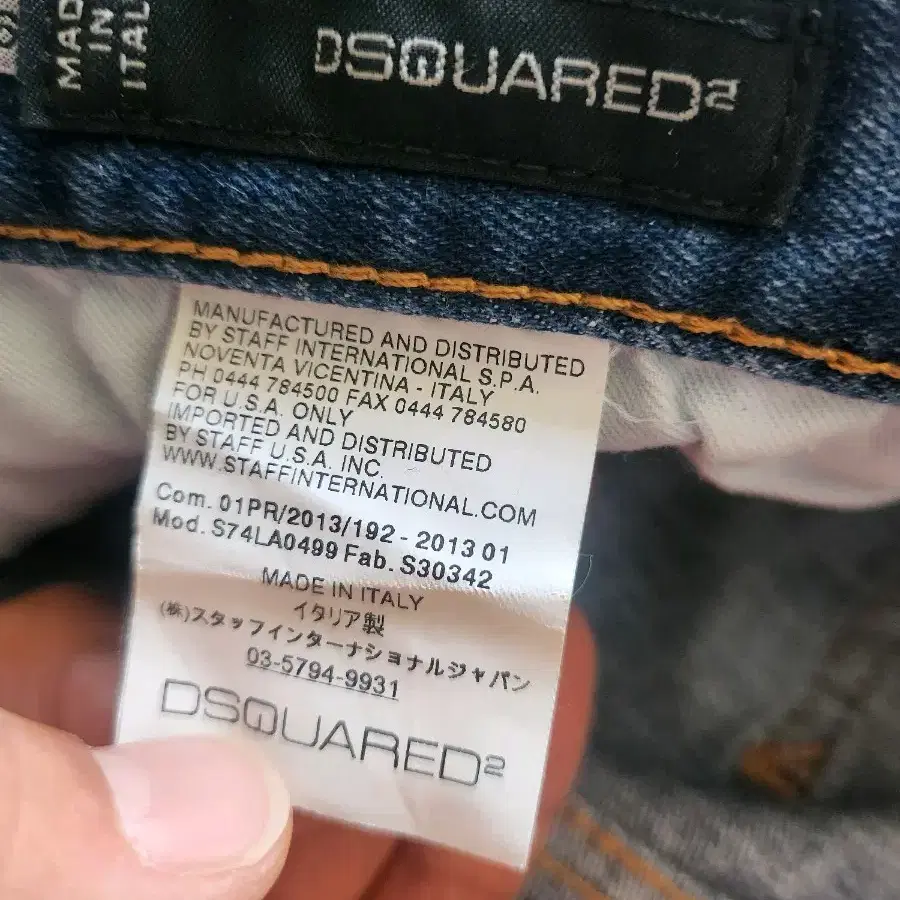 MADE
IN
ITALY
DSQUARED2
MANUFACTURED AND DISTRIBUTED
BY STAFF INTERNATIONAL S.P.A.
NOVENTA VICENTINA - ITALY
PH 0444 784500 FAX 0444 784580
FOR U.S.A. ONLY
IMPORTED AND DISTRIBUTED
BY STAFF U.S.A. INC.
WWW.STAFFINTERNATIONAL.COM
Com. 01PR/2013/192 - 2013 01
Mod. S74LA0499 Fab. S30342
MADE IN ITALY
イタリア製
(株)スタッフインターナショナルジャパン
03-5794-9931
DSQUARED2